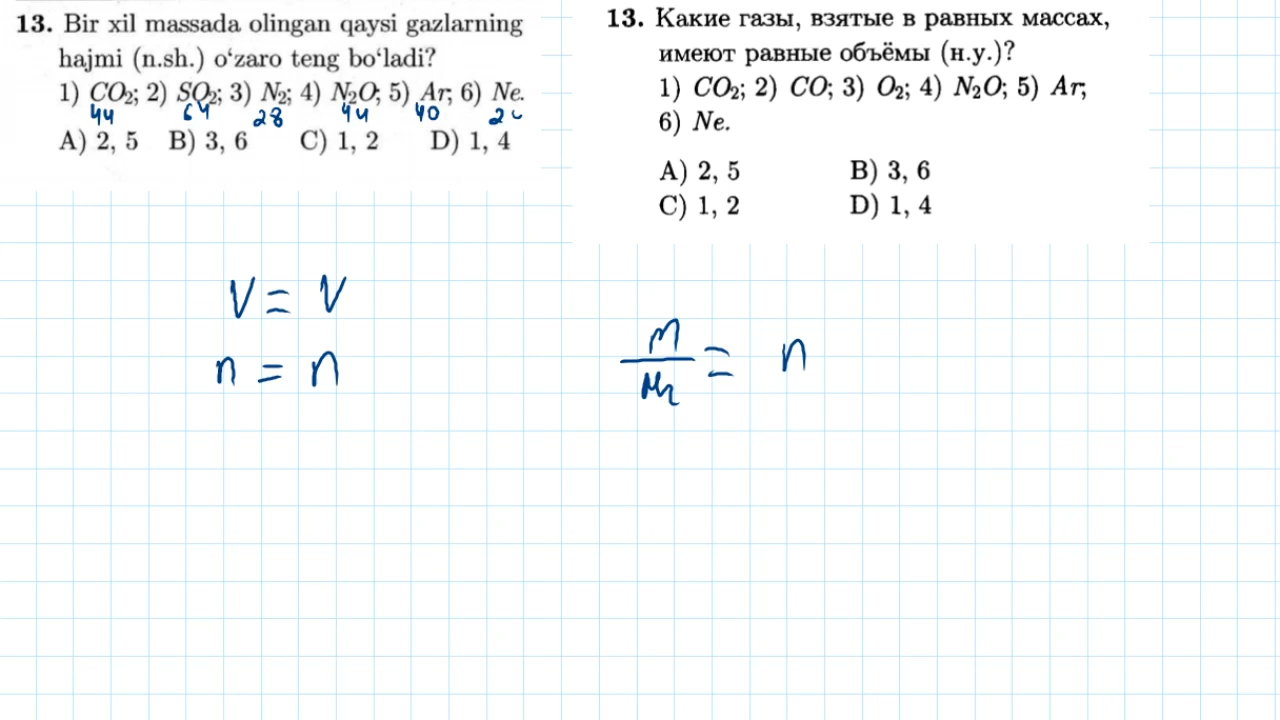 13. Bir xil massada olingan qaysi gazlarning
hajmi (n.sh.) o‘zaro teng bo‘ladi?
1) CO₂; 2) SO₂; 3) N₂; 4) N₂O; 5) Ar; 6) Ne.
44 64 28 44 40
A) 2, 5 B) 3, 6 C) 1, 2 D) 1, 4
13. Какие газы, взятые в равных массах,
имеют равные объёмы (н.у.)?
1) CO₂; 2) CO; 3) O₂; 4) N₂O; 5) Ar;
6) Ne.
A) 2, 5 B) 3, 6
C) 1, 2 D) 1, 4
V = V
n = n
m
— = n